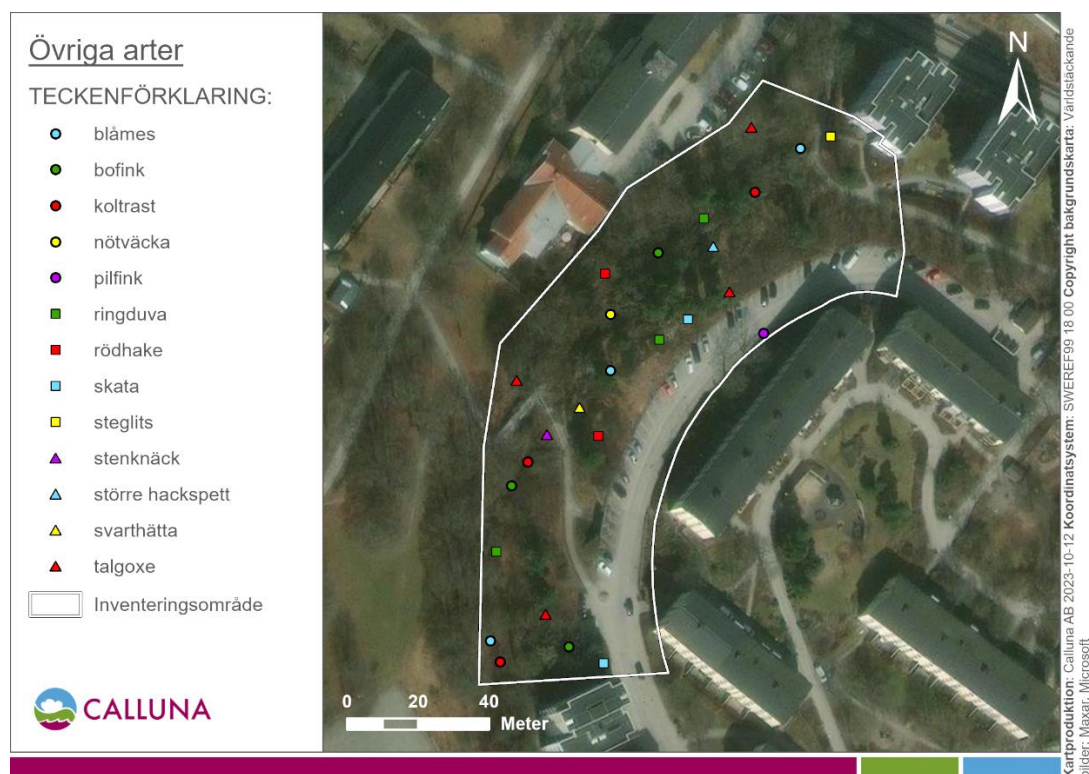 Övriga arter
TECKENFÖRKLARING:
blåmes
bofink
koltrast
nötväcka
pilfink
ringduva
rödhake
skata
steglits
stenknäck
större hackspett
svarthätta
talgoxe
Inventeringsområde
CALLUNA
N
0 20 40
Meter
Kartproduktion: Calluna AB 2023-10-12 Koordinatsystem: SWEREF99 18 00 Copyright bakgrundskarta: Världstäckande
bilder: Maxar, Microsoft